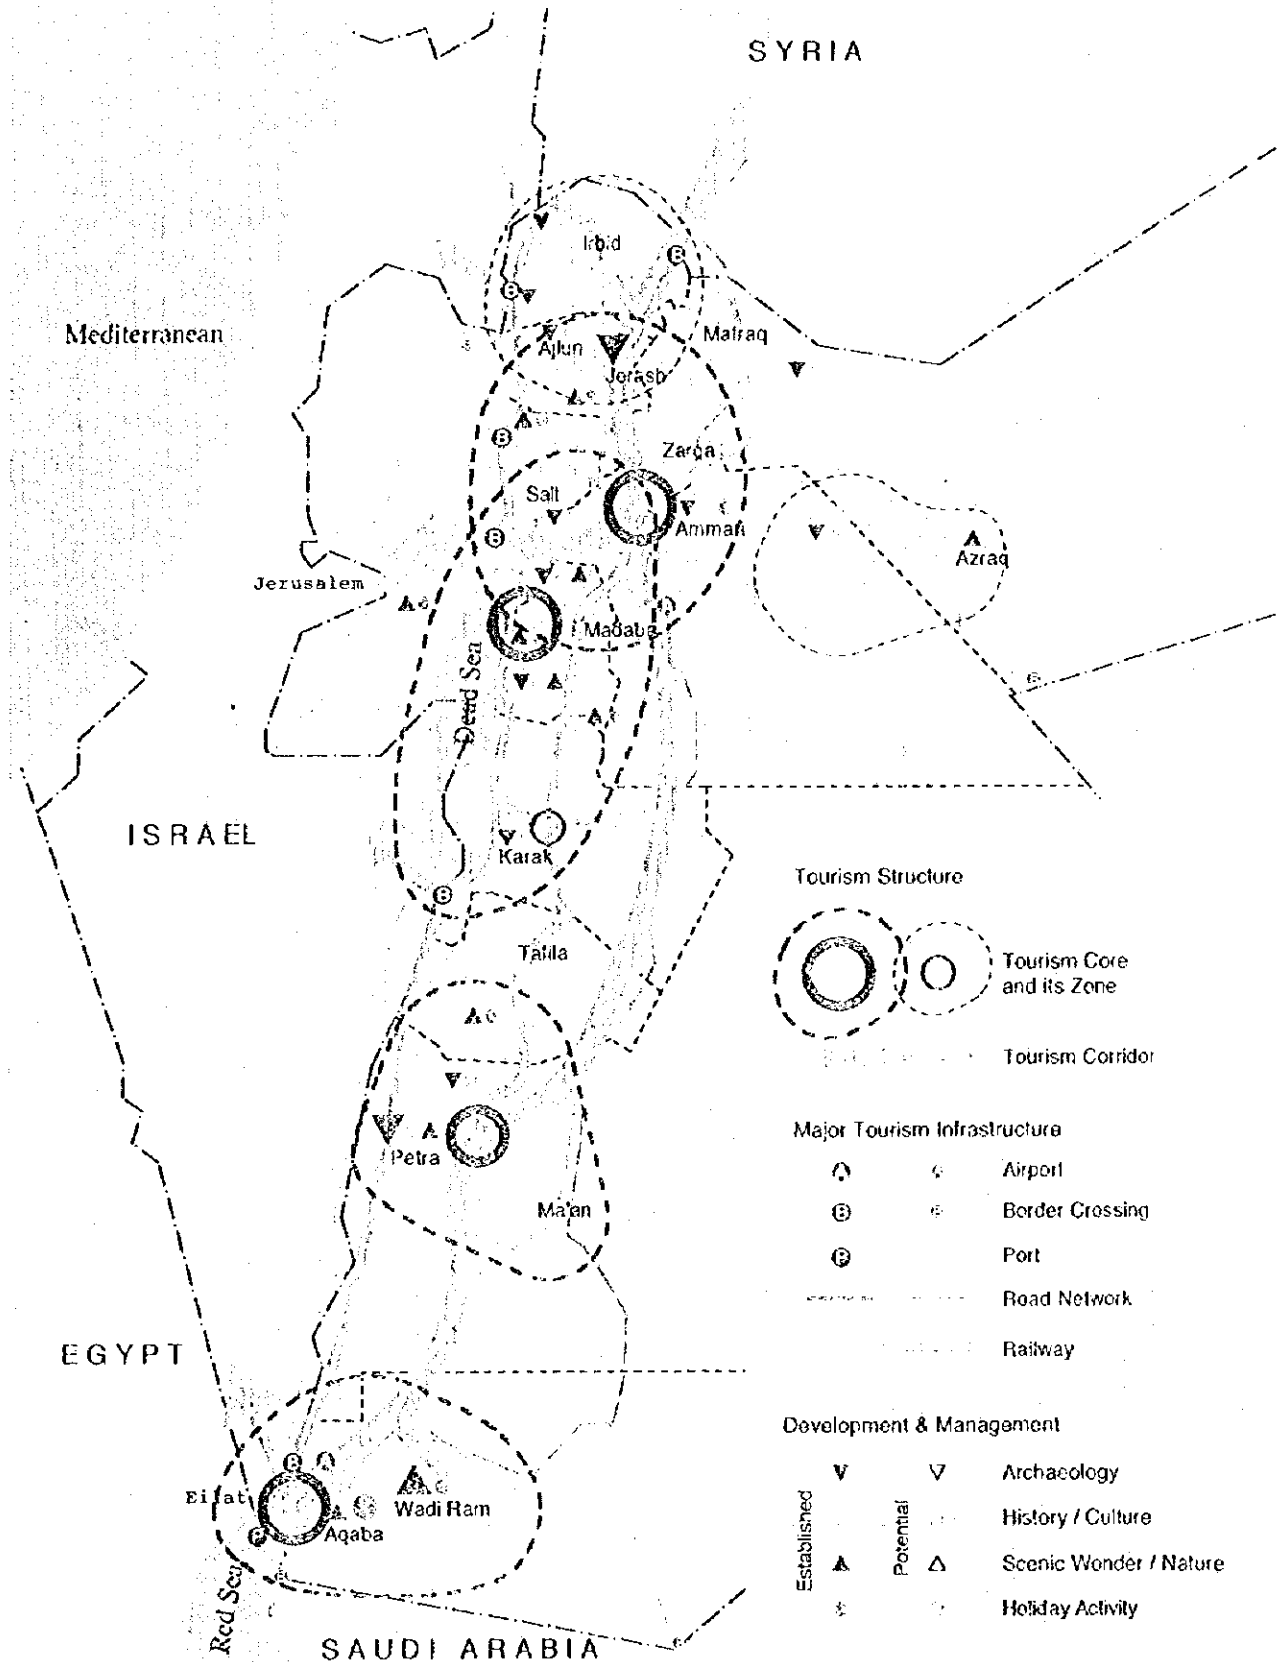 SYRIA
Irbid
B
Mediterranean
B
Ajlun
Mafraq
Jerash
B
Zarqa
Salt
Amman
B
Azraq
Jerusalem
Madaba
Dead Sea
ISRAEL
Karak
B
Tourism Structure
Tafila
Tourism Core
and its Zone
Tourism Corridor
Major Tourism Infrastructure
Petra
A
Airport
Ma'an
B
Border Crossing
P
Port
Road Network
EGYPT
Railway
Development & Management
B
A
Archaeology
Eilat
Wadi Ram
Established
Potential
History / Culture
P
Aqaba
Scenic Wonder / Nature
Red Sea
Holiday Activity
SAUDI ARABIA